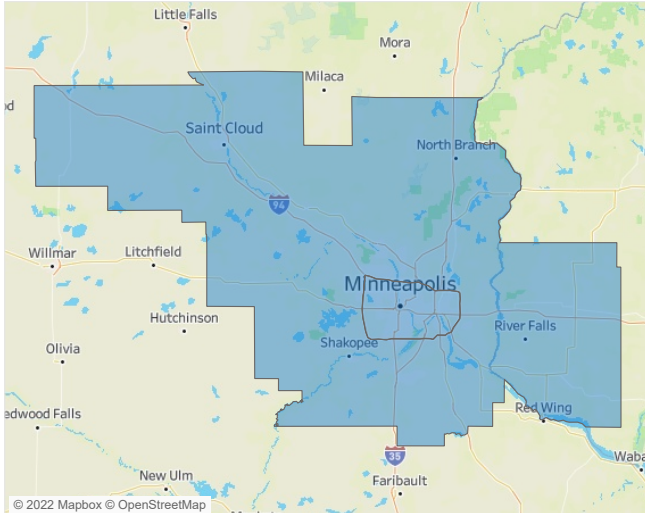 Little Falls
Mora
Milaca
od
Saint Cloud
North Branch
94
Willmar
Litchfield
Minneapolis
Hutchinson
River Falls
Shakopee
Olivia
Red Wing
edwood Falls
35
Waba
New Ulm
Faribault
© 2022 Mapbox © OpenStreetMap